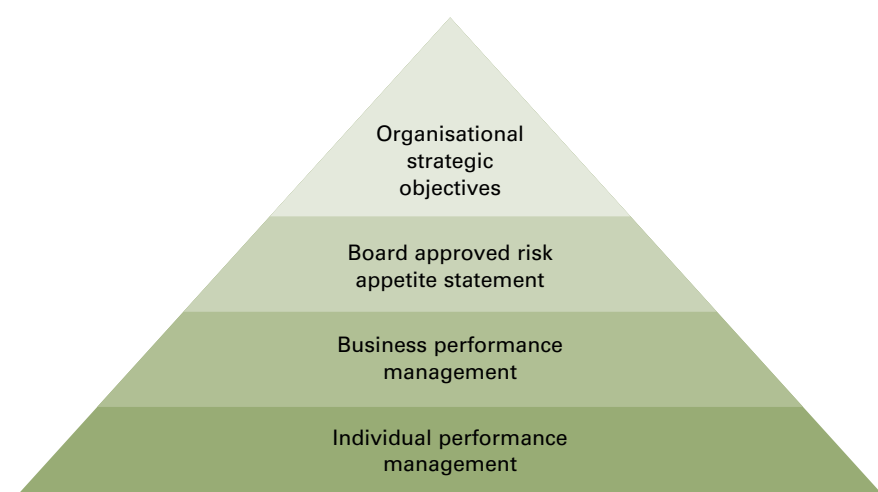 Organisational
strategic
objectives
Board approved risk
appetite statement
Business performance
management
Individual performance
management